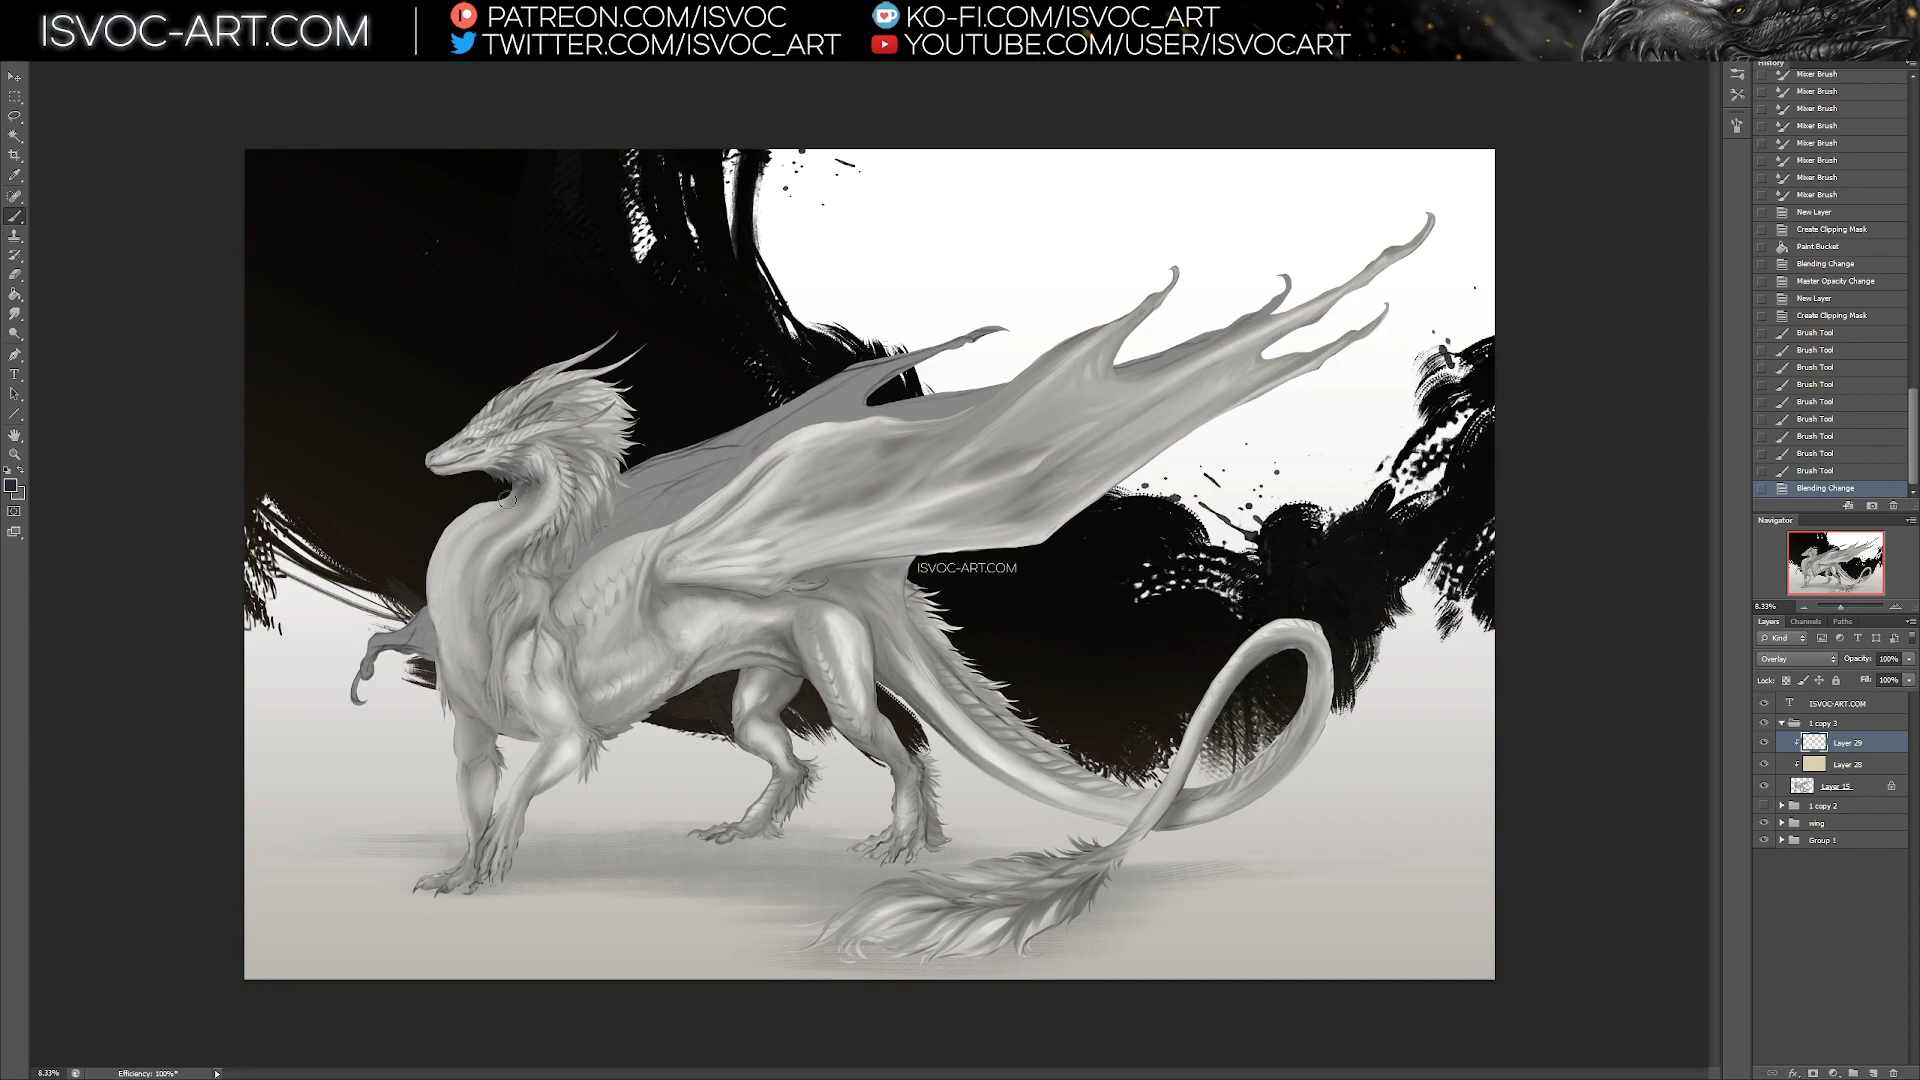 ISVOC-ART.COM
PATREON.COM/ISVOC
TWITTER.COM/ISVOC_ART
KO-FI.COM/ISVOC_ART
YOUTUBE.COM/USER/ISVOCART
ISVOC-ART.COM
8.33%
Efficiency: 100%*
History
Mixer Brush
Mixer Brush
Mixer Brush
Mixer Brush
Mixer Brush
Mixer Brush
Mixer Brush
Mixer Brush
New Layer
Create Clipping Mask
Paint Bucket
Blending Change
Master Opacity Change
New Layer
Create Clipping Mask
Brush Tool
Brush Tool
Brush Tool
Brush Tool
Brush Tool
Brush Tool
Brush Tool
Brush Tool
Brush Tool
Blending Change
Navigator
8.33%
Layers Channels Paths
Kind
Overlay Opacity: 100%
Lock: Fill: 100%
ISVOC-ART.COM
1 copy 3
Layer 29
Layer 28
Layer 15
1 copy 2
wing
Group 1